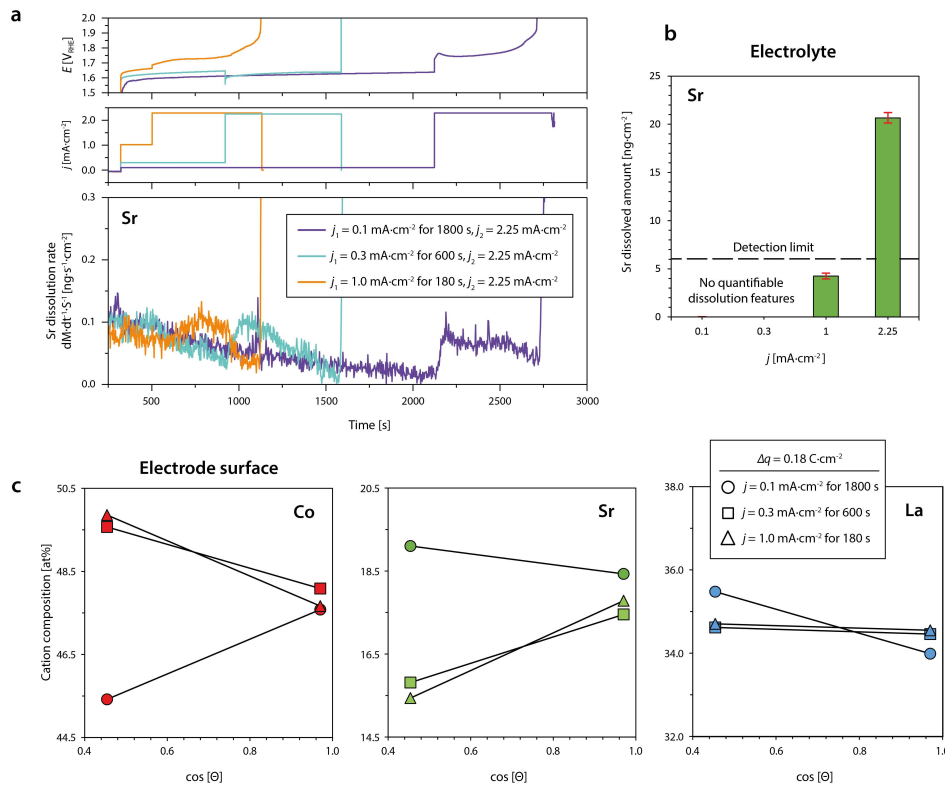 a
2.0
1.9
1.8
1.7
1.6
1.5
E [V_RHE]
2.0
1.0
0.0
j [mA·cm⁻²]
0.3
0.2
0.1
0.0
Sr dissolution rate
dM·dt⁻¹·S⁻¹ [ng·s⁻¹·cm⁻²]
Sr
j₁ = 0.1 mA·cm⁻² for 1800 s, j₂ = 2.25 mA·cm⁻²
j₁ = 0.3 mA·cm⁻² for 600 s, j₂ = 2.25 mA·cm⁻²
j₁ = 1.0 mA·cm⁻² for 180 s, j₂ = 2.25 mA·cm⁻²
500 1000 1500 2000 2500 3000
Time [s]
b
Electrolyte
Sr
25
20
15
10
5
0
Sr dissolved amount [ng·cm⁻²]
Detection limit
No quantifiable
dissolution features
0.1 0.3 1 2.25
j [mA·cm⁻²]
c
Electrode surface
50.5
48.5
46.5
44.5
Cation composition [at%]
Co
0.4 0.6 0.8 1.0
cos [Θ]
20.5
18.5
16.5
14.5
Sr
0.4 0.6 0.8 1.0
cos [Θ]
Δq = 0.18 C·cm⁻²
j = 0.1 mA·cm⁻² for 1800 s
j = 0.3 mA·cm⁻² for 600 s
j = 1.0 mA·cm⁻² for 180 s
38.0
36.0
34.0
32.0
La
0.4 0.6 0.8 1.0
cos [Θ]